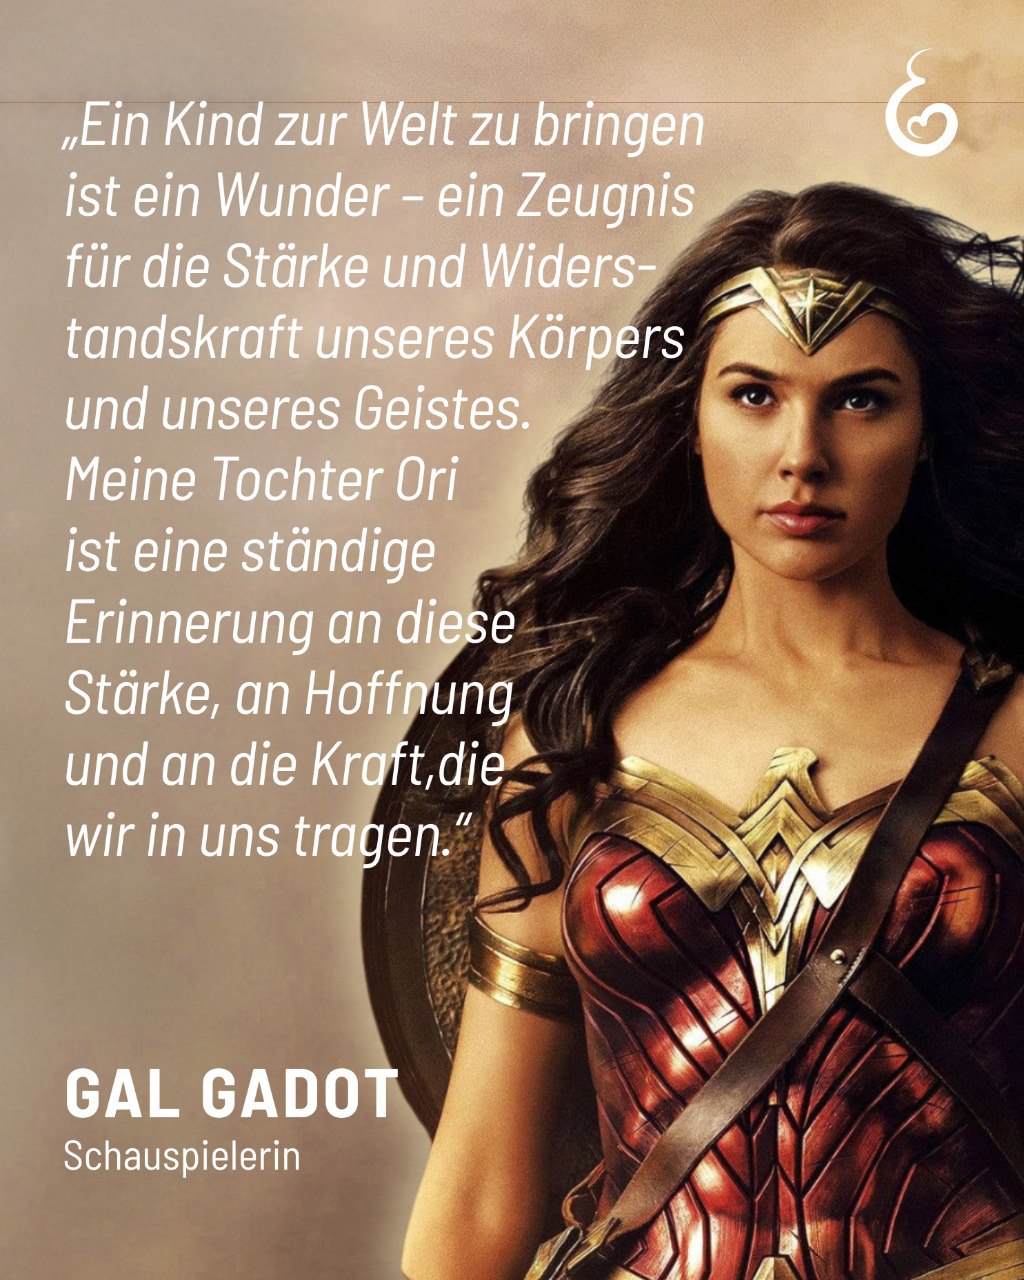 „Ein Kind zur Welt zu bringen
ist ein Wunder – ein Zeugnis
für die Stärke und Widers-
tandskraft unseres Körpers
und unseres Geistes.
Meine Tochter Ori
ist eine ständige
Erinnerung an diese
Stärke, an Hoffnung
und an die Kraft,die
wir in uns tragen.“
GAL GADOT
Schauspielerin